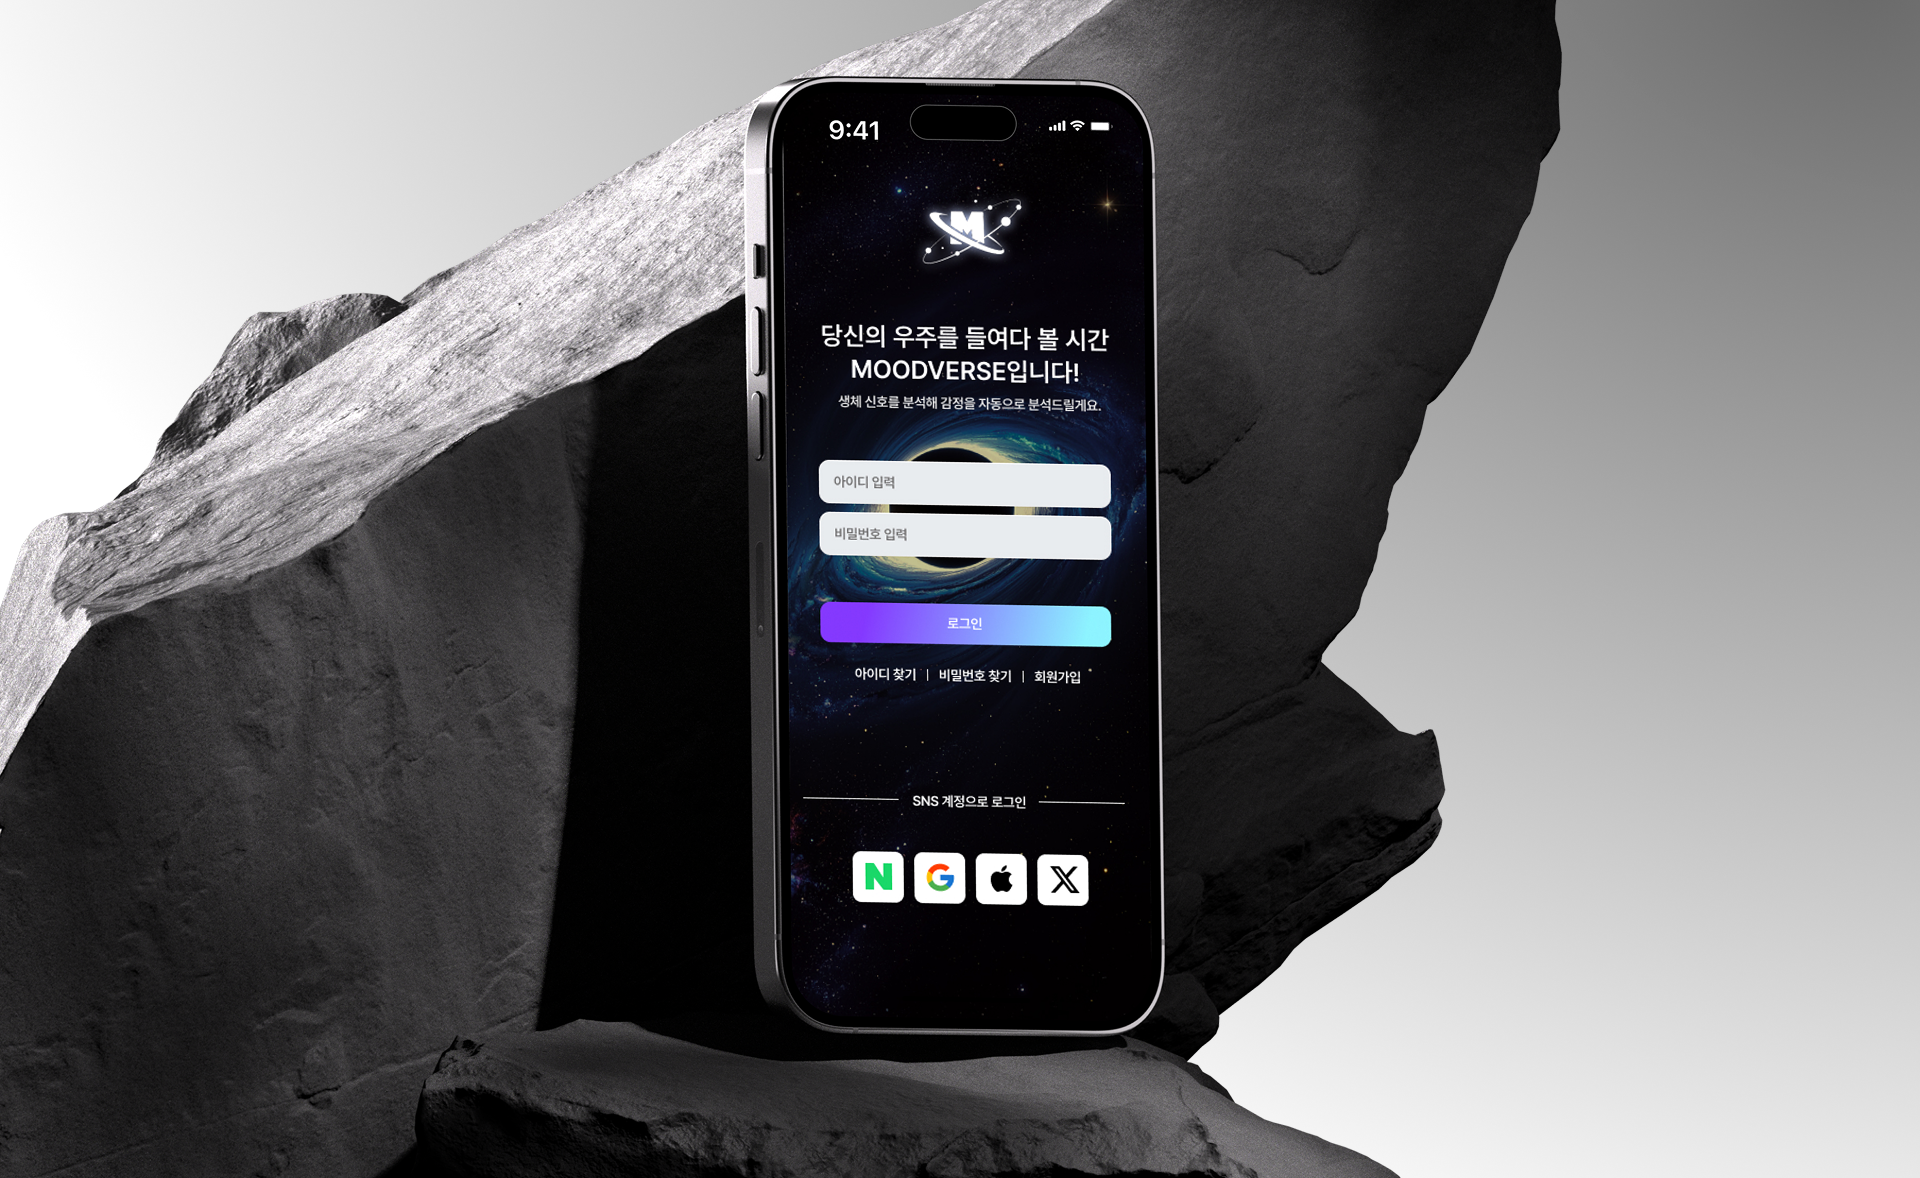 9:41
M
당신의 우주를 들여다 볼 시간
MOODVERSE입니다!
생체 신호를 분석해 감정을 자동으로 분석드릴게요.
아이디 입력
비밀번호 입력
로그인
아이디 찾기 | 비밀번호 찾기 | 회원가입
SNS 계정으로 로그인
N G X